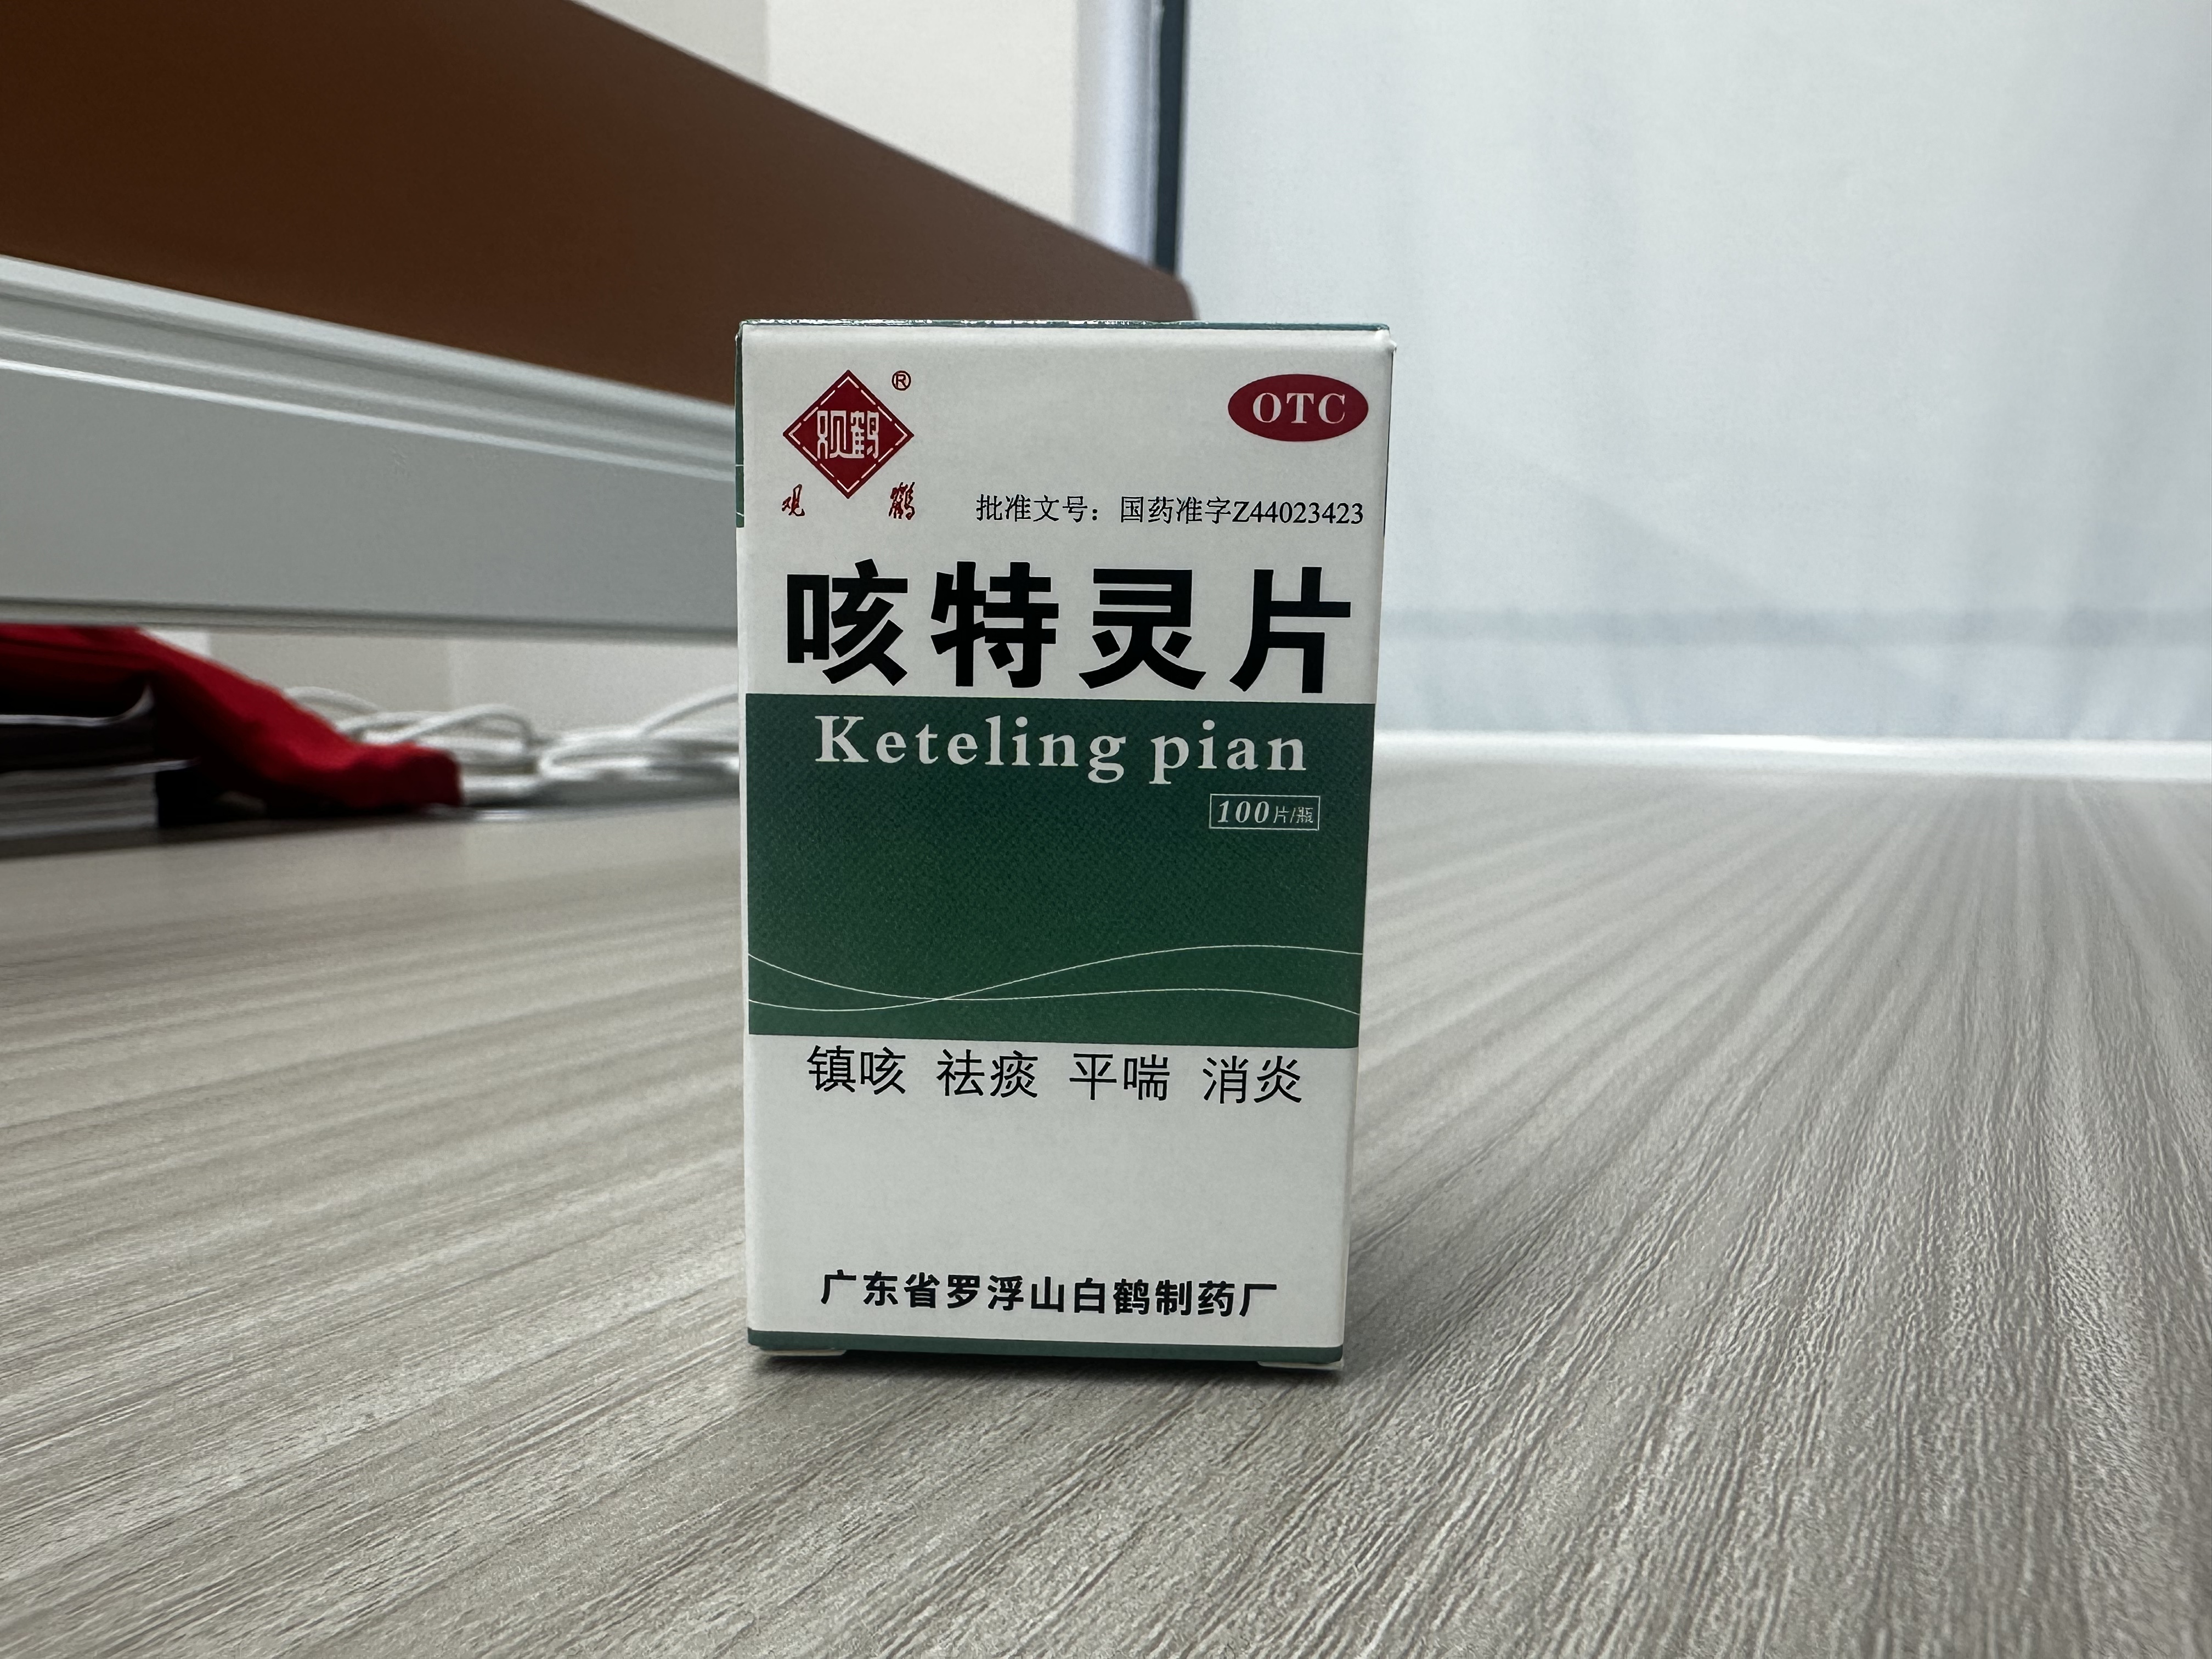 观鹤®
OTC
观 鹤
批准文号：国药准字Z44023423
咳特灵片
Keteling pian
100片/瓶
镇咳 祛痰 平喘 消炎
广东省罗浮山白鹤制药厂